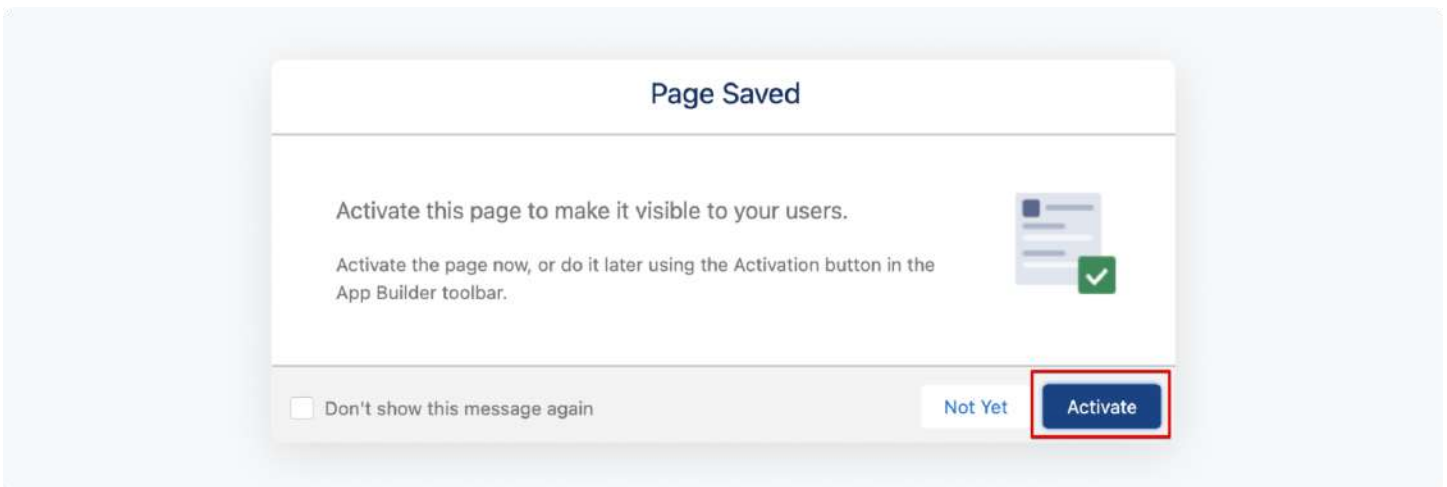 Page Saved
Activate this page to make it visible to your users.
Activate the page now, or do it later using the Activation button in the
App Builder toolbar.
Don't show this message again
Not Yet
Activate